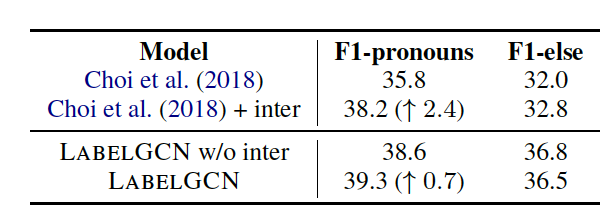 Model F1-pronouns F1-else
Choi et al. (2018) 35.8 32.0
Choi et al. (2018) + inter 38.2 (↑ 2.4) 32.8
LABELGCN w/o inter 38.6 36.8
LABELGCN 39.3 (↑ 0.7) 36.5